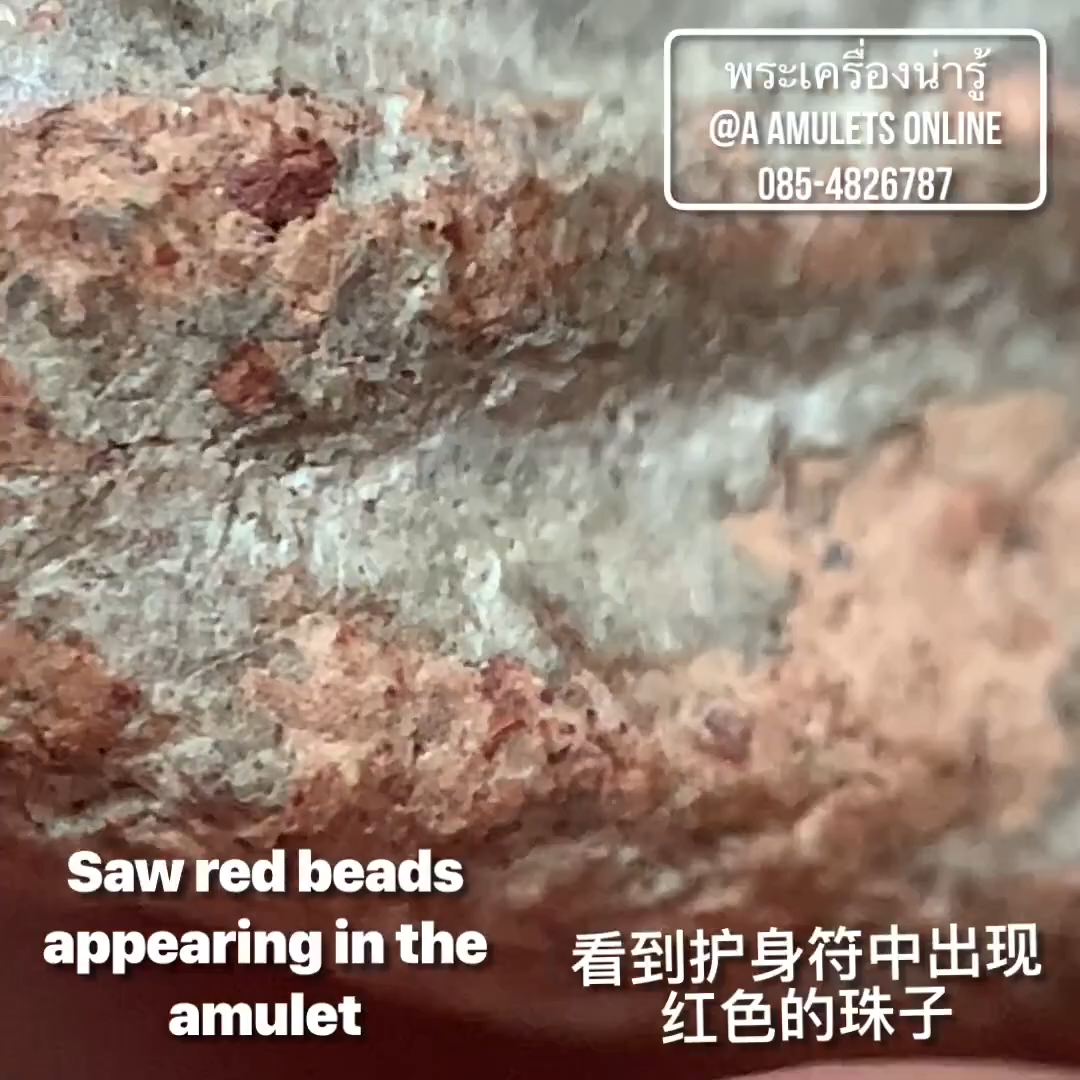 พระเครื่องน่ารู้
@A AMULETS ONLINE
085-4826787
Saw red beads
appearing in the
amulet
看到护身符中出现
红色的珠子